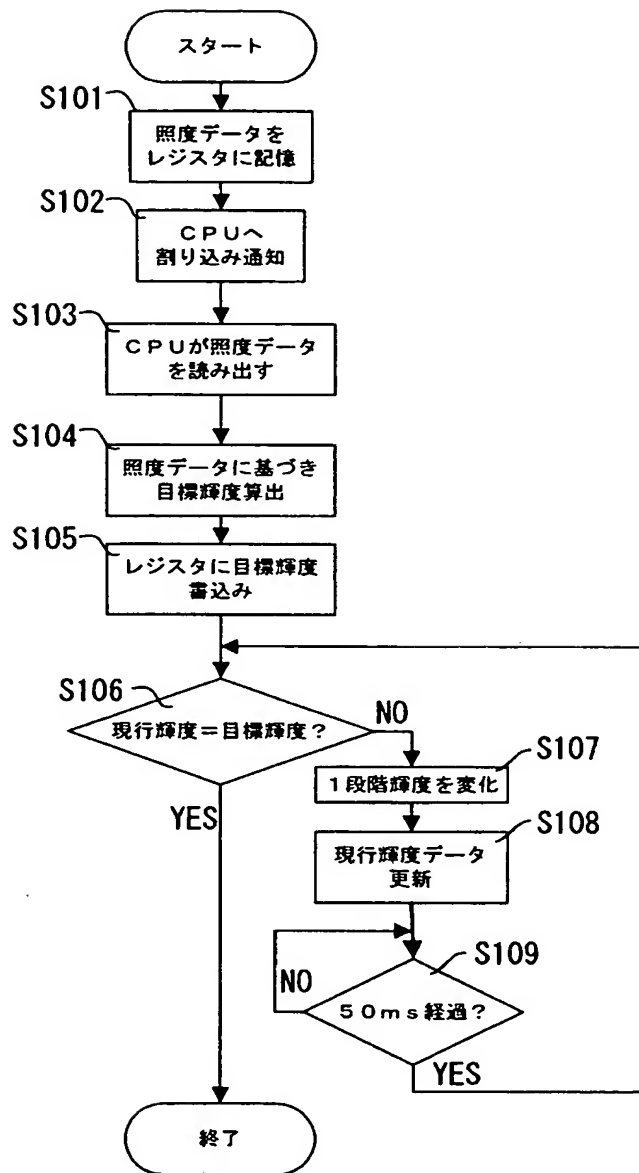 スタート
S101
照度データを
レジスタに記憶
S102
CPUへ
割り込み通知
S103
CPUが照度データ
を読み出す
S104
照度データに基づき
目標輝度算出
S105
レジスタに目標輝度
書込み
S106
現行輝度=目標輝度?
NO
YES
S107
1段階輝度を変化
S108
現行輝度データ
更新
S109
50ms経過?
NO
YES
終了